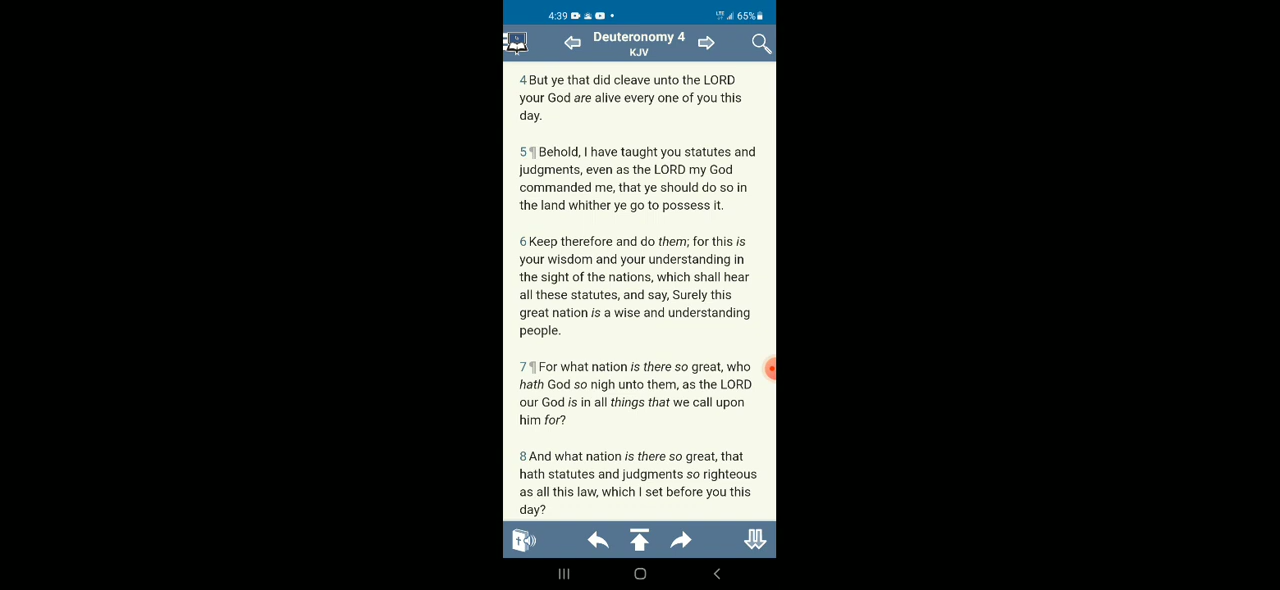 4:39
65%
Deuteronomy 4
KJV
4 But ye that did cleave unto the LORD
your God are alive every one of you this
day.
5 ¶ Behold, I have taught you statutes and
judgments, even as the LORD my God
commanded me, that ye should do so in
the land whither ye go to possess it.
6 Keep therefore and do them; for this is
your wisdom and your understanding in
the sight of the nations, which shall hear
all these statutes, and say, Surely this
great nation is a wise and understanding
people.
7 ¶ For what nation is there so great, who
hath God so nigh unto them, as the LORD
our God is in all things that we call upon
him for?
8 And what nation is there so great, that
hath statutes and judgments so righteous
as all this law, which I set before you this
day?